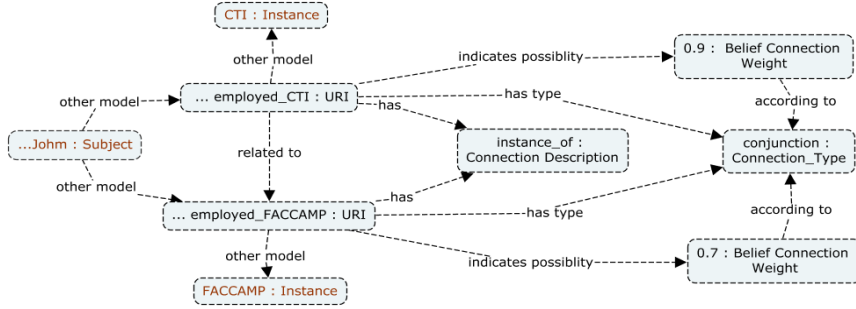 CTI : Instance
other model
indicates possiblity
0.9 : Belief Connection
Weight
other model
... employed_CTI : URI
has
has type
according to
...Johm : Subject
related to
instance_of :
Connection Description
conjunction :
Connection_Type
other model
has
... employed_FACCAMP : URI
has type
according to
other model
indicates possiblity
0.7 : Belief Connection
Weight
FACCAMP : Instance